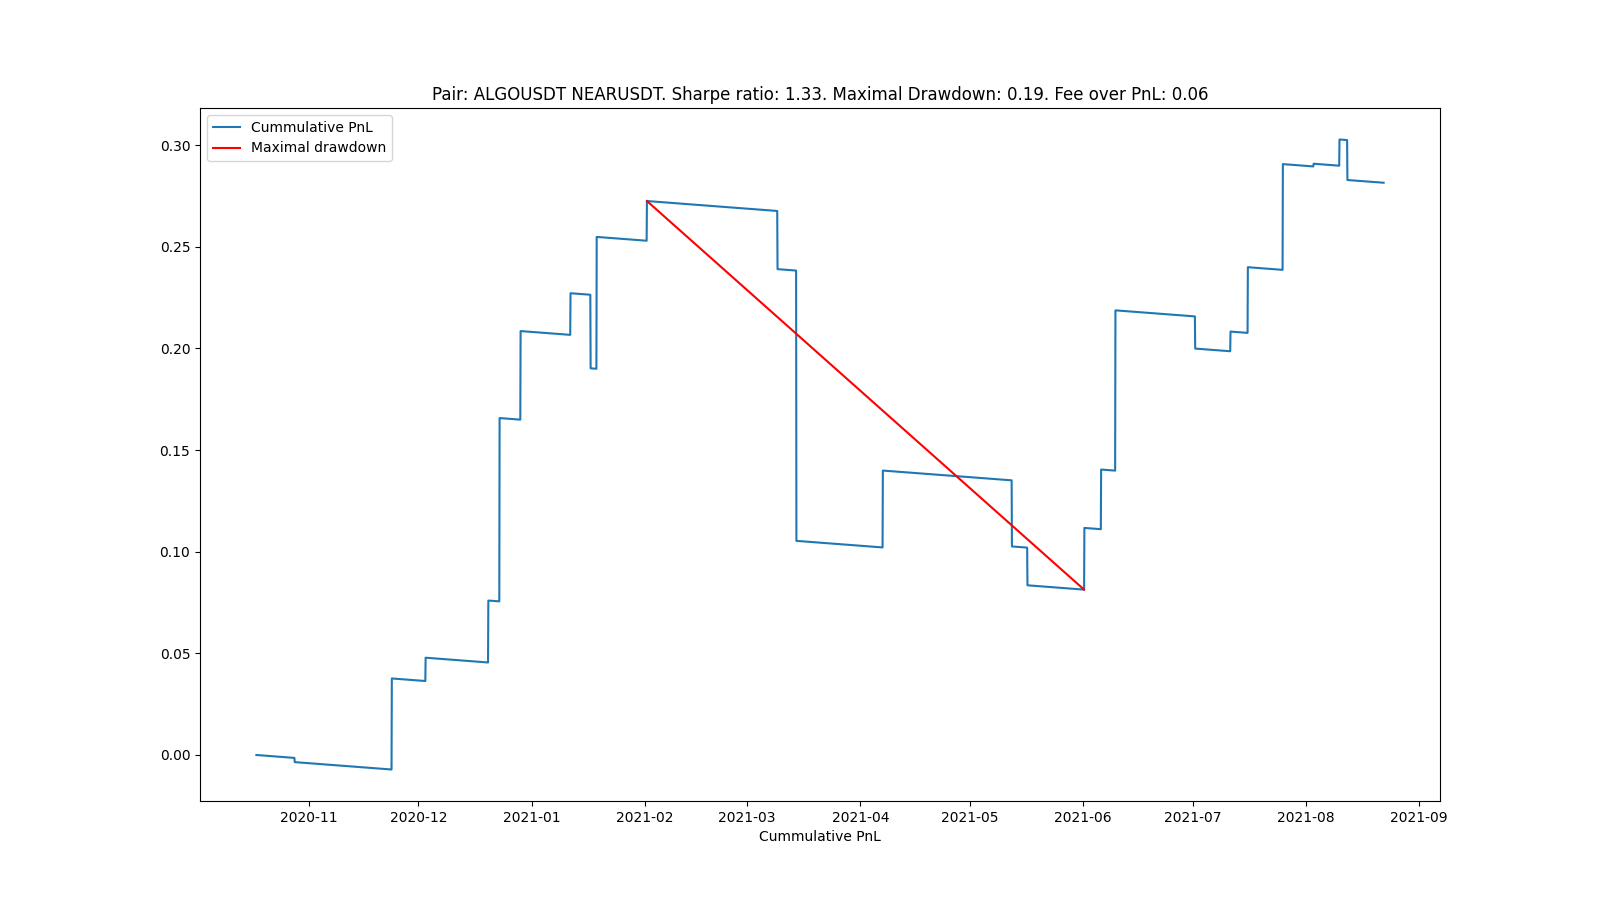 Pair: ALGOUSDT NEARUSDT. Sharpe ratio: 1.33. Maximal Drawdown: 0.19. Fee over PnL: 0.06
Cummulative PnL
Maximal drawdown
0.30
0.25
0.20
0.15
0.10
0.05
0.00
2020-11 2020-12 2021-01 2021-02 2021-03 2021-04 2021-05 2021-06 2021-07 2021-08 2021-09
Cummulative PnL